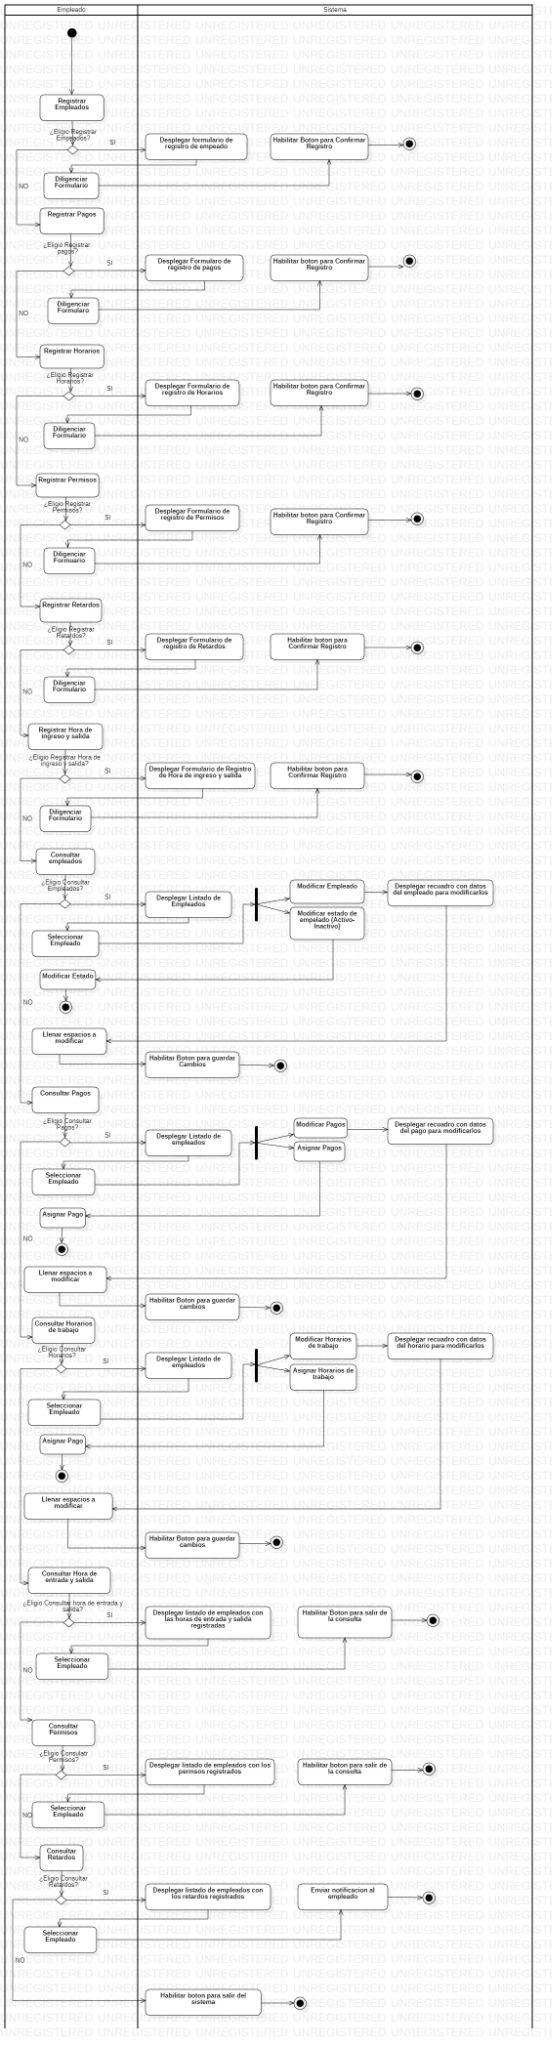 Empleado
Sistema
Registrar
Empleados
¿Eligio Registrar
Empleados?
SI
NO
Desplegar formulario de
registro de empeado
Habilitar Boton para Confirmar
Registro
Diligenciar
Formulario
Registrar Pagos
¿Eligio Registrar
pagos?
SI
NO
Desplegar Formulario de
registro de pagos
Habilitar boton para Confirmar
Registro
Diligenciar
Formulario
Registrar Horarios
¿Eligio Registrar
Horarios?
SI
NO
Desplegar Formulario de
registro de Horarios
Habilitar boton para Confirmar
Registro
Diligenciar
Formulario
Registrar Permisos
¿Eligio Registrar
Permisos?
SI
NO
Desplegar Formulario de
registro de Permisos
Habilitar boton para Confirmar
Registro
Diligenciar
Formuario
Registrar Retardos
¿Eligio Registrar
Retardos?
SI
NO
Desplegar Formulario de
registro de Retardos
Habilitar boton para
Confirmar Registro
Diligenciar
Formulario
Registrar Hora de
ingreso y salida
¿Eligio Registrar Hora de
ingreso y salida?
SI
NO
Desplegar Formulario de Registro
de Hora de ingreso y salida
Habilitar boton para
Confirmar Registro
Diligenciar
Formulario
Consultar
empleados
¿Eligio Consultar
Empleados?
SI
NO
Desplegar Listado de
Empleados
Modificar Empleado
Desplegar recuadro con datos
del empleado para modificarlos
Modificar estado de
empelado (Activo-
Inactivo)
Seleccionar
Empleado
Modificar Estado
Llenar espacios a
modificar
Habilitar Boton para guardar
Cambios
Consultar Pagos
¿Eligio Consultar
Pagos?
SI
NO
Desplegar Listado de
empleados
Modificar Pagos
Desplegar recuadro con datos
del pago para modificarlos
Asignar Pagos
Seleccionar
Empleado
Asignar Pago
Llenar espacios a
modificar
Habilitar Boton para guardar
cambios
Consultar Horarios
de trabajo
¿Eligio Consultar
Horarios?
SI
Desplegar Listado de
empleados
Modificar Horarios
de trabajo
Desplegar recuadro con datos
del horario para modificarlos
Asignar Horarios de
trabajo
Seleccionar
Empleado
Asignar Pago
Llenar espacios a
modificar
Habilitar Boton para guardar
cambios
Consultar Hora de
entrada y salida
¿Eligio Consultar hora de entrada y
salida?
SI
NO
Desplegar listado de empleados con
las horas de entrada y salida
registradas
Habilitar Boton para salir de
la consulta
Seleccionar
Empleado
Consultar
Permisos
¿Eligio Consulatr
Permisos?
SI
NO
Desplegar listado de empleados con los
permsos registrados
Habilitar boton para salir de
la consulta
Seleccionar
Empleado
Consultar
Retardos
¿Eligio Consultar
Retardos?
SI
NO
Desplegar listado de empleados con
los retardos registrados
Enviar notificacion al
empleado
Seleccionar
Empleado
Habilitar boton para salir del
sistema